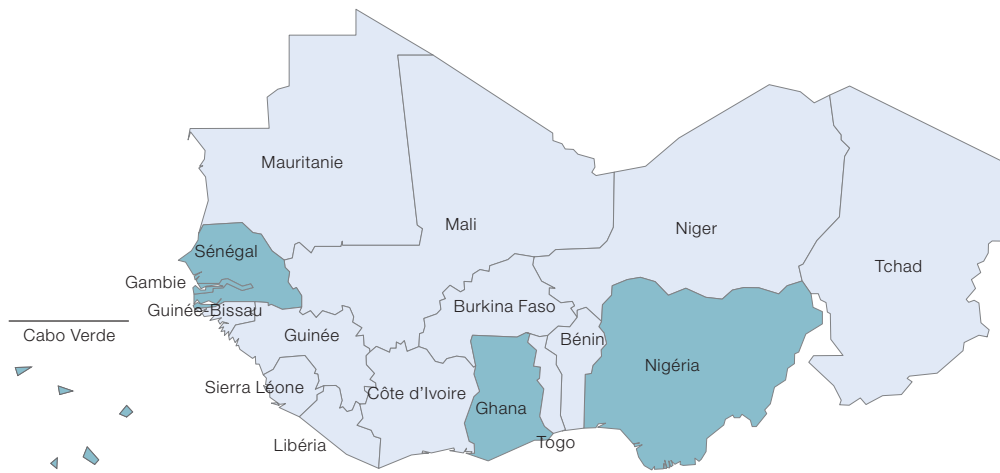 Mauritanie
Mali
Niger
Tchad
Sénégal
Gambie
Guinée-Bissau
Burkina Faso
Cabo Verde
Guinée
Bénin
Nigéria
Sierra Léone
Côte d’Ivoire
Ghana
Libéria
Togo